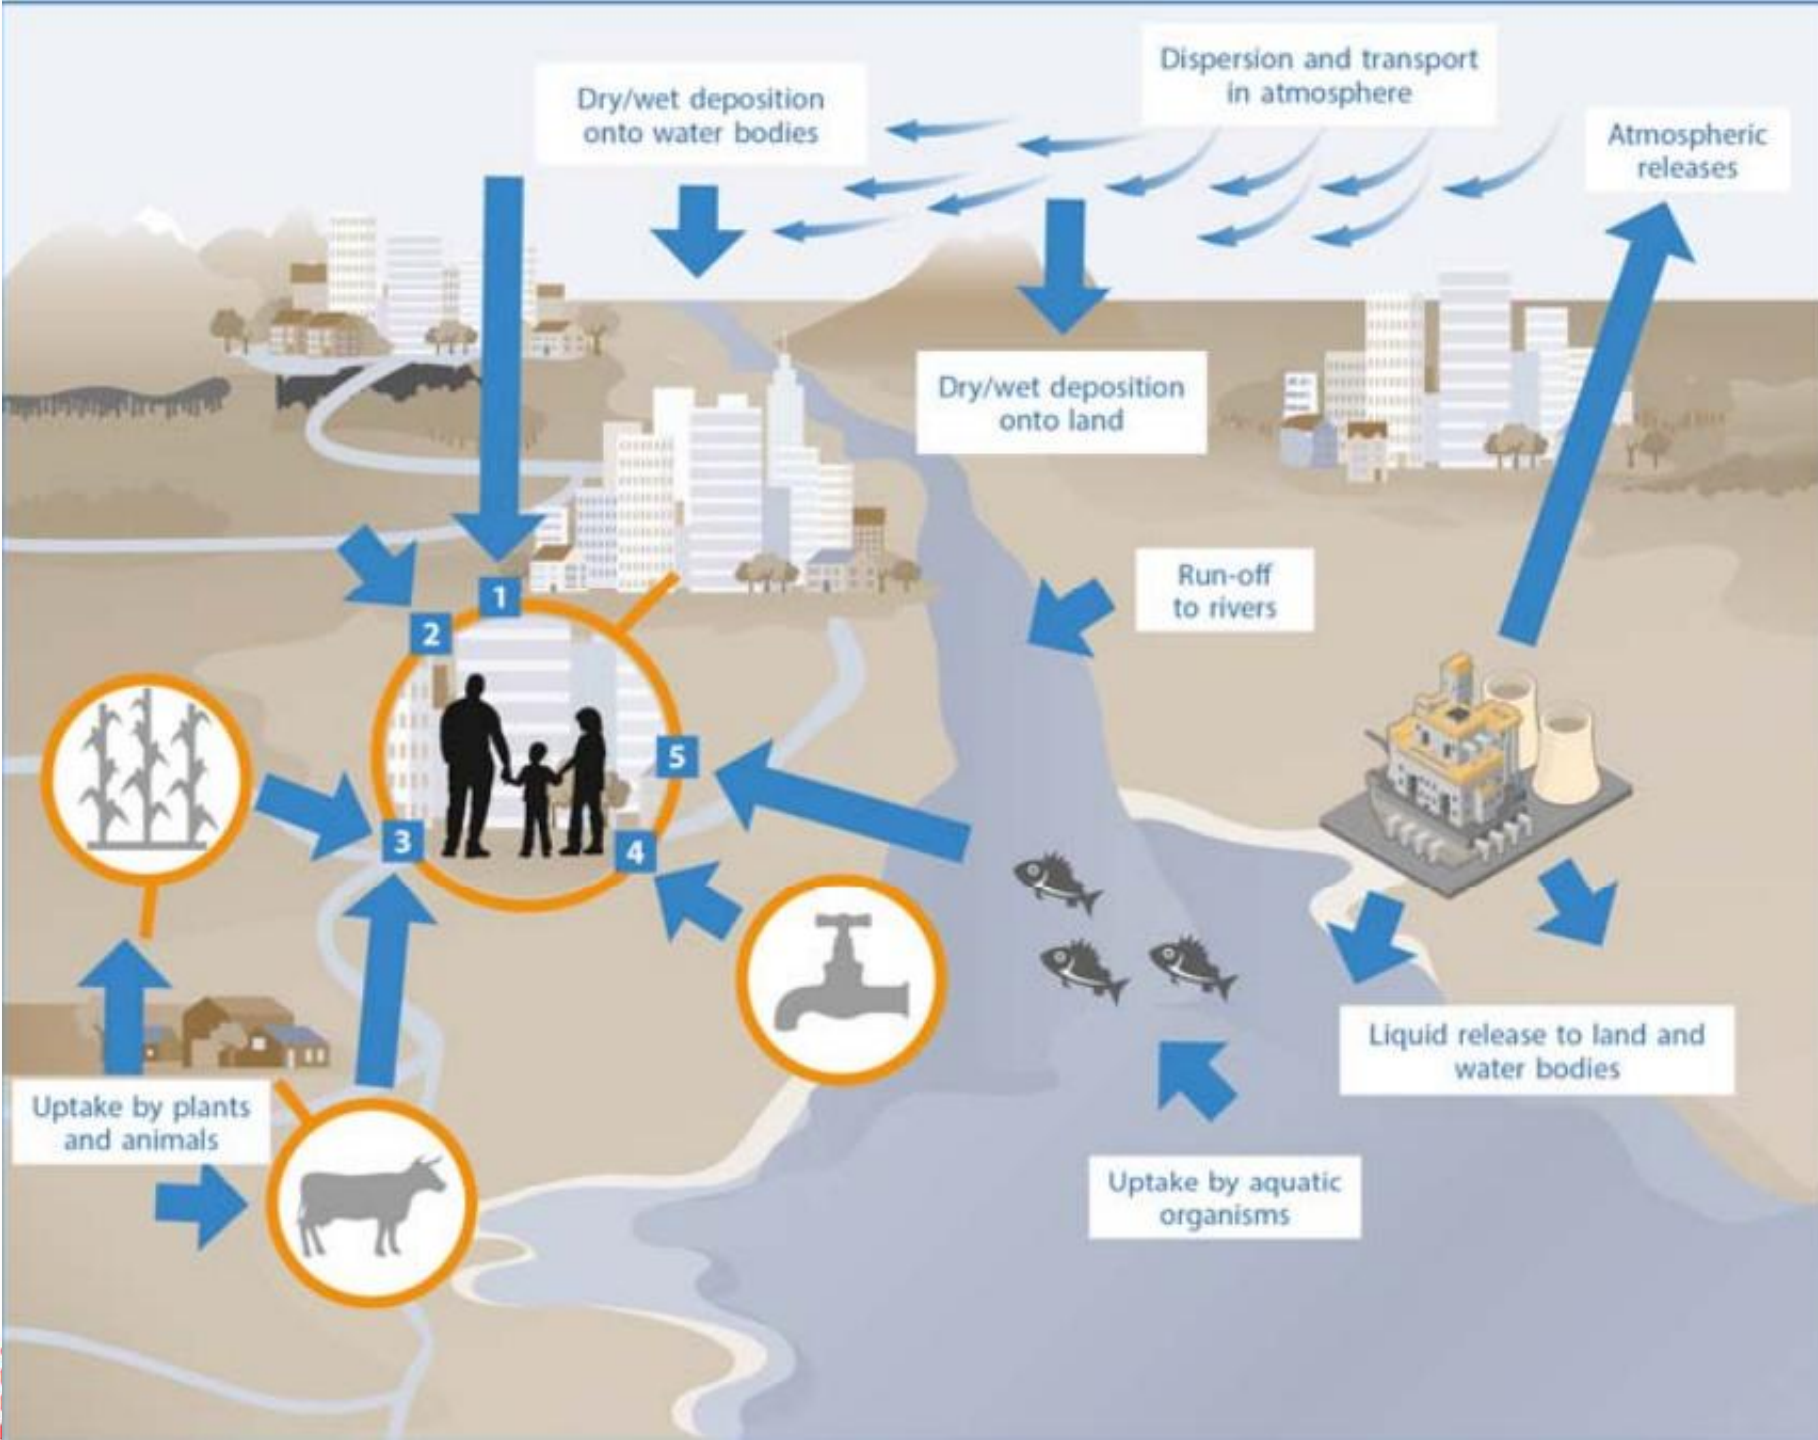 Dispersion and transport
in atmosphere
Dry/wet deposition
onto water bodies
Atmospheric
releases
Dry/wet deposition
onto land
Run-off
to rivers
1
2
5
3
4
Liquid release to land and
water bodies
Uptake by plants
and animals
Uptake by aquatic
organisms